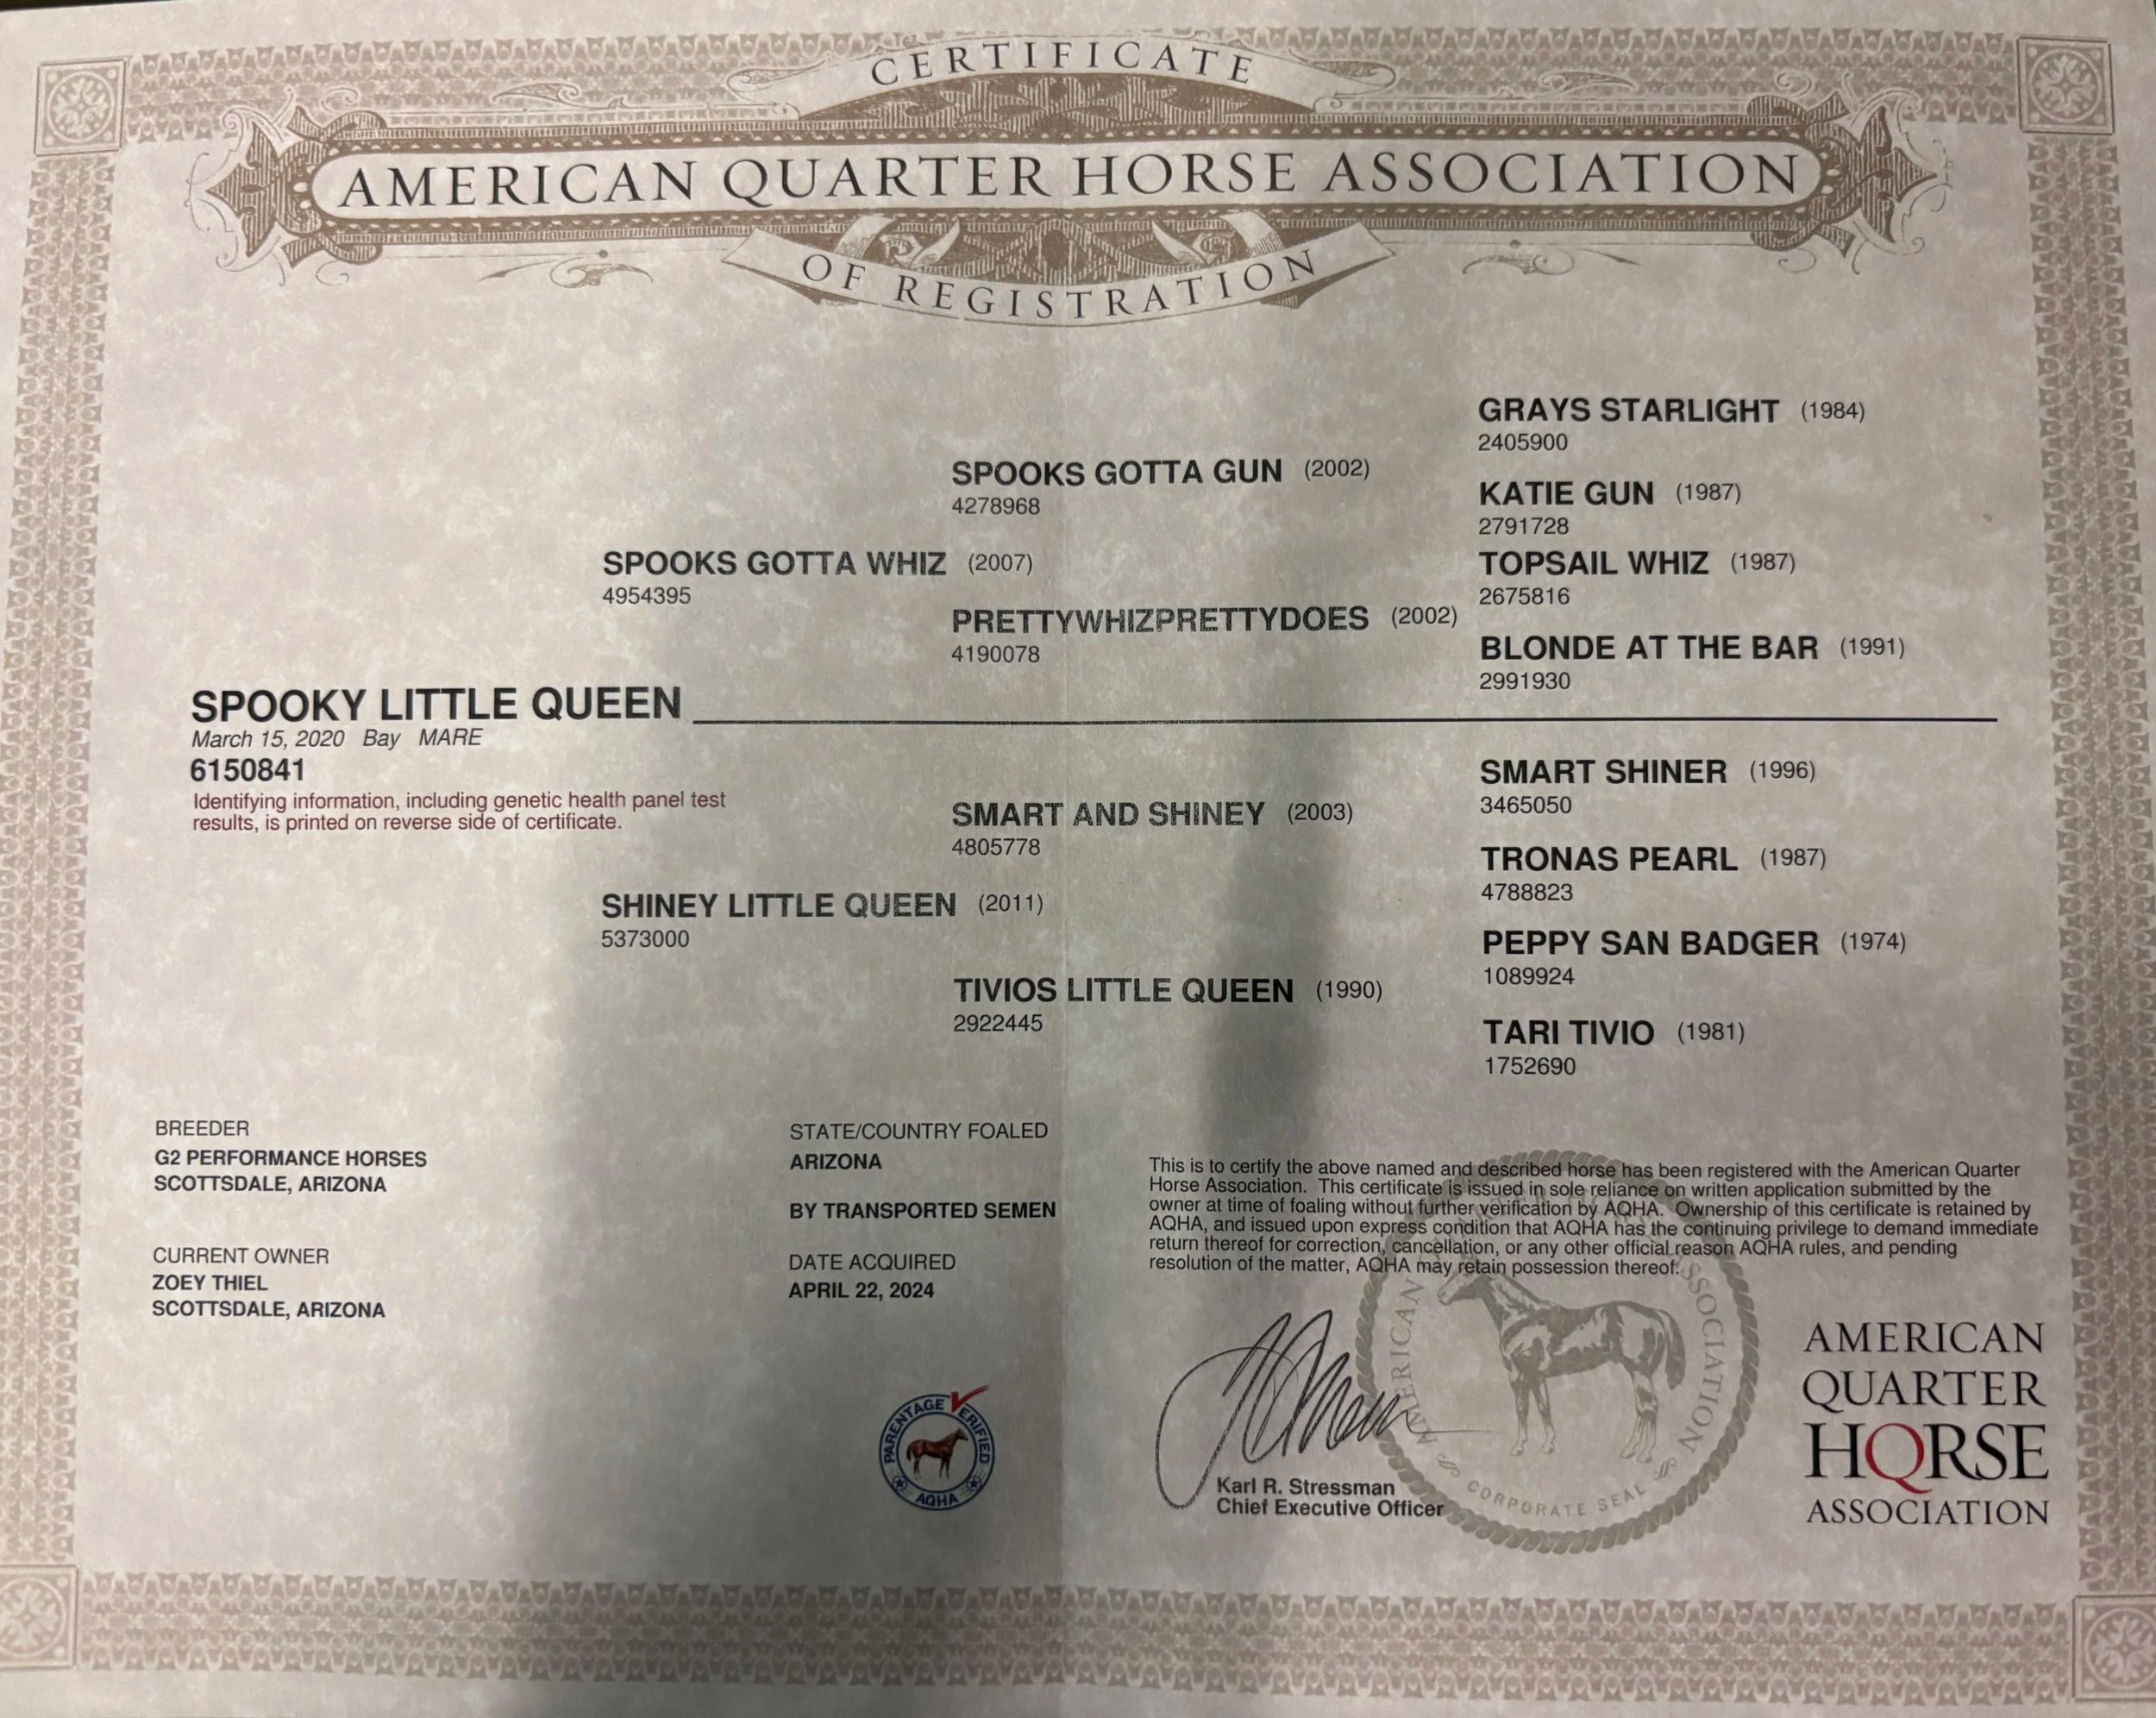 CERTIFICATE
AMERICAN QUARTER HORSE ASSOCIATION
OF REGISTRATION
GRAYS STARLIGHT (1984)
2405900
SPOOKS GOTTA GUN (2002)
4278968
KATIE GUN (1987)
2791728
SPOOKS GOTTA WHIZ (2007)
4954395
TOPSAIL WHIZ (1987)
2675816
PRETTYWHIZPRETTYDOES (2002)
4190078
BLONDE AT THE BAR (1991)
2991930
SPOOKY LITTLE QUEEN
March 15, 2020 Bay MARE
6150841
Identifying information, including genetic health panel test
results, is printed on reverse side of certificate.
SMART SHINER (1996)
3465050
SMART AND SHINEY (2003)
4805778
TRONAS PEARL (1987)
4788823
SHINEY LITTLE QUEEN (2011)
5373000
PEPPY SAN BADGER (1974)
1089924
TIVIOS LITTLE QUEEN (1990)
2922445
TARI TIVIO (1981)
1752690
BREEDER
G2 PERFORMANCE HORSES
SCOTTSDALE, ARIZONA
CURRENT OWNER
ZOEY THIEL
SCOTTSDALE, ARIZONA
STATE/COUNTRY FOALED
ARIZONA
BY TRANSPORTED SEMEN
DATE ACQUIRED
APRIL 22, 2024
This is to certify the above named and described horse has been registered with the American Quarter
Horse Association. This certificate is issued in sole reliance on written application submitted by the
owner at time of foaling without further verification by AQHA. Ownership of this certificate is retained by
AQHA, and issued upon express condition that AQHA has the continuing privilege to demand immediate
return thereof for correction, cancellation, or any other official reason AQHA rules, and pending
resolution of the matter, AQHA may retain possession thereof.
PARENTAGE VERIFIED
AQHA
Karl R. Stressman
Chief Executive Officer
AMERICAN ASSOCIATION
CORPORATE SEAL
AMERICAN
QUARTER
HORSE
ASSOCIATION